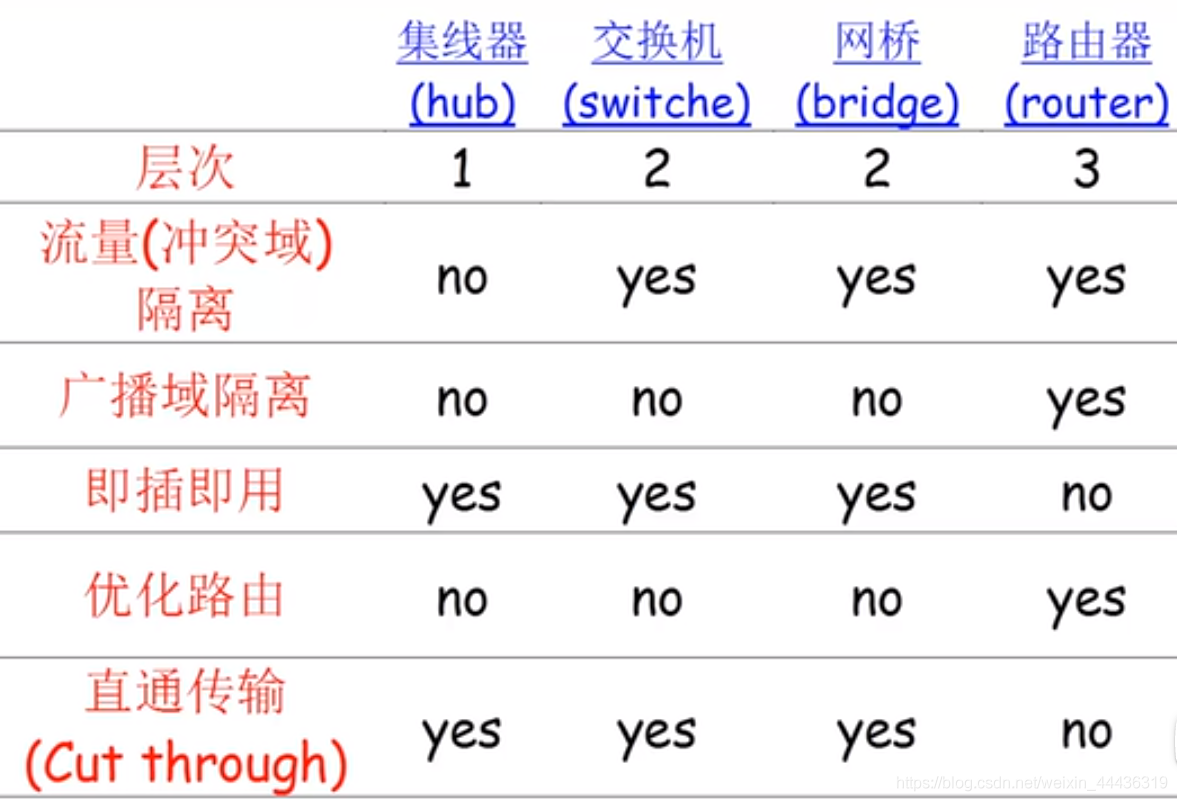 集线器 交换机 网桥 路由器
(hub) (switche) (bridge) (router)
层次 1 2 2 3
流量(冲突域)
隔离 no yes yes yes
广播域隔离 no no no yes
即插即用 yes yes yes no
优化路由 no no no yes
直通传输
(Cut through) yes yes yes no
https://blog.csdn.net/weixin_44436319